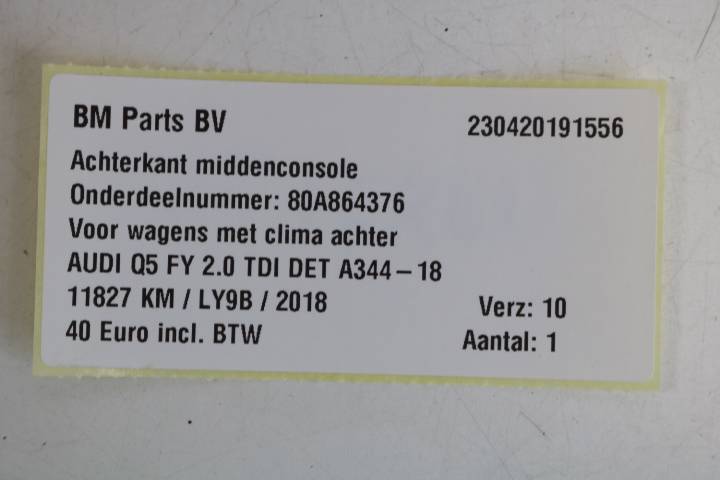 BM Parts BV 230420191556
Achterkant middenconsole
Onderdeelnummer: 80A864376
Voor wagens met clima achter
AUDI Q5 FY 2.0 TDI DET A344-18
11827 KM / LY9B / 2018 Verz: 10
40 Euro incl. BTW Aantal: 1